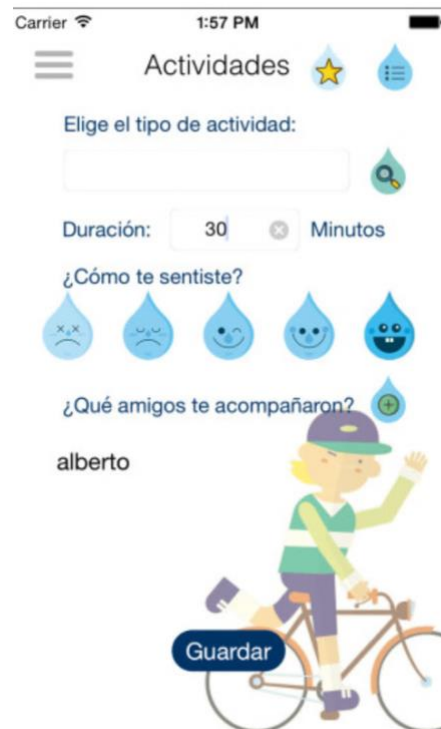 Carrier 1:57 PM
Actividades
Elige el tipo de actividad:
Duración: 30 Minutos
¿Cómo te sentiste?
¿Qué amigos te acompañaron?
alberto
Guardar